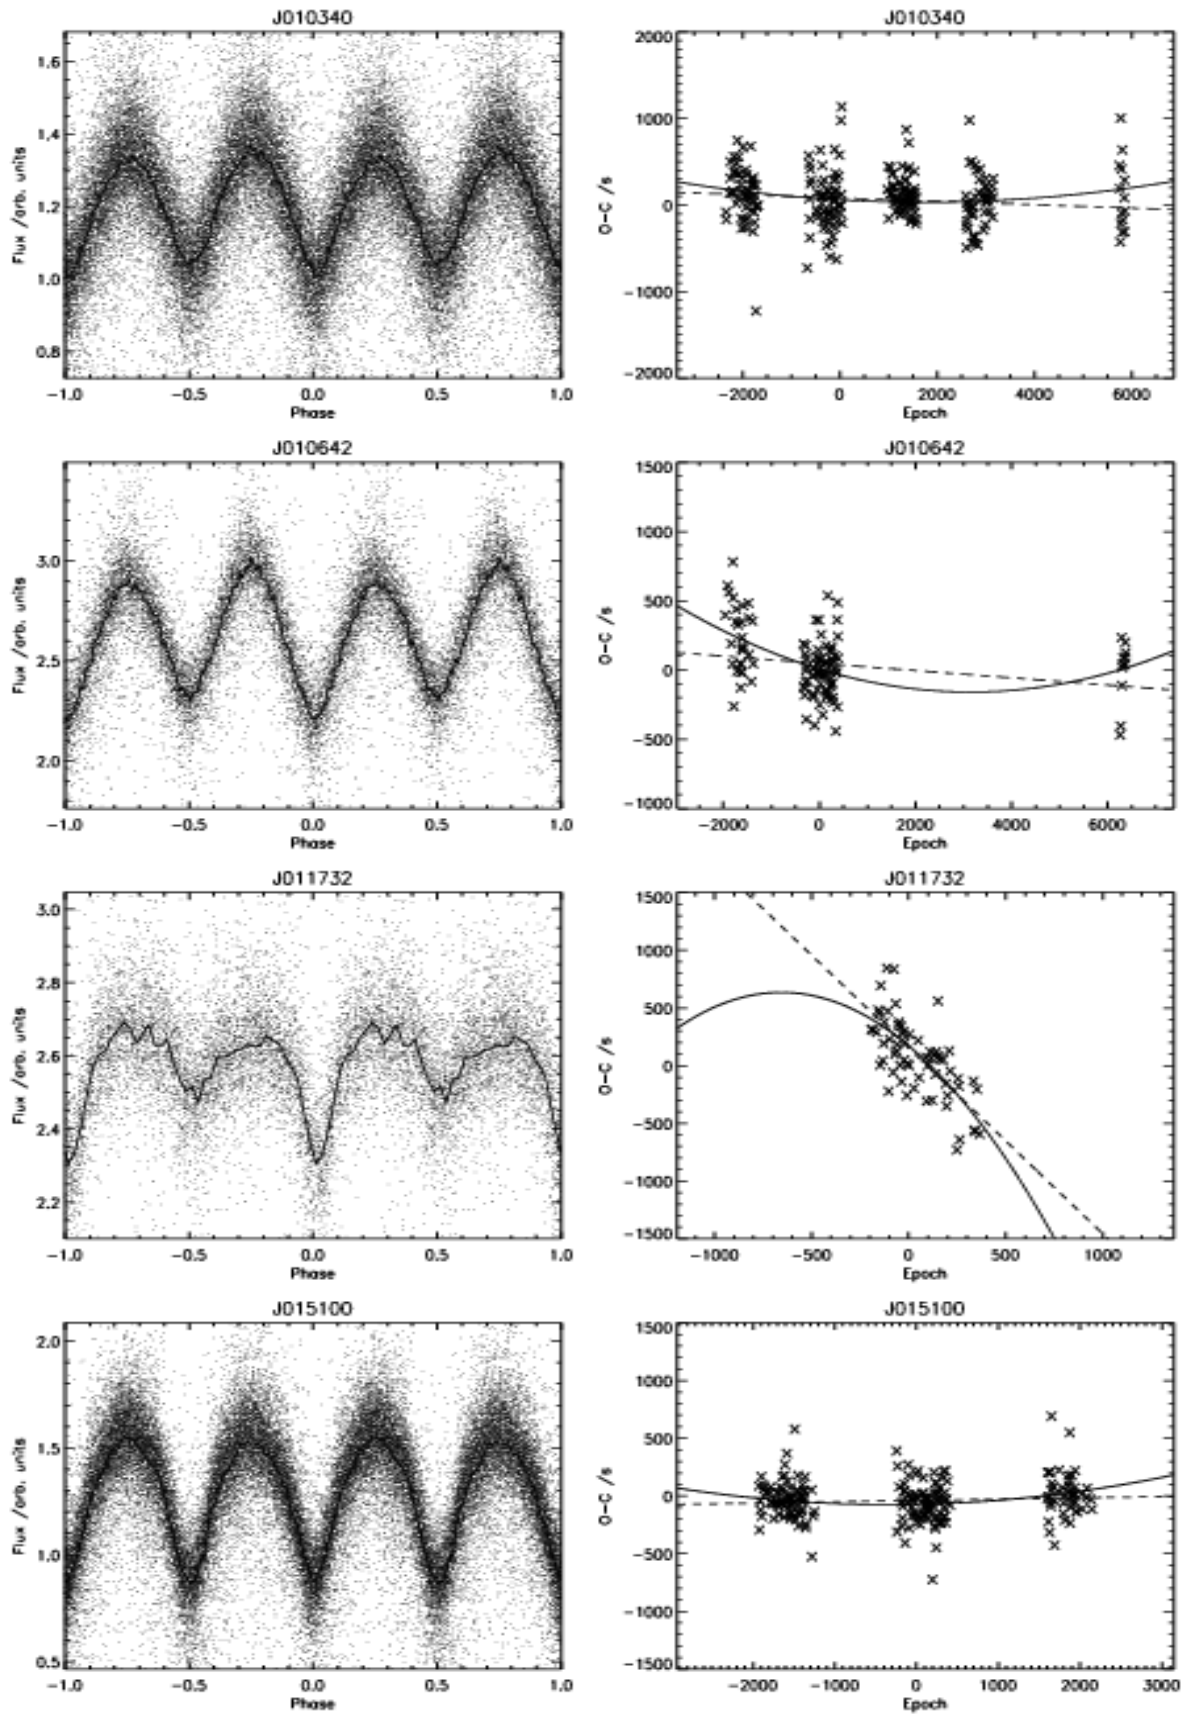 J010340
J010340
Flux /arb. units
1.6
1.4
1.2
1.0
0.8
-1.0 -0.5 0.0 0.5 1.0
Phase
O-C /s
2000
1000
0
-1000
-2000
-2000 0 2000 4000 6000
Epoch
J010642
J010642
Flux /arb. units
3.0
2.5
2.0
-1.0 -0.5 0.0 0.5 1.0
Phase
O-C /s
1500
1000
500
0
-500
-1000
-2000 0 2000 4000 6000
Epoch
J011732
J011732
Flux /arb. units
3.0
2.8
2.6
2.4
2.2
-1.0 -0.5 0.0 0.5 1.0
Phase
O-C /s
1500
1000
500
0
-500
-1000
-1500
-1000 -500 0 500 1000
Epoch
J015100
J015100
Flux /arb. units
2.0
1.5
1.0
0.5
-1.0 -0.5 0.0 0.5 1.0
Phase
O-C /s
1500
1000
500
0
-500
-1000
-1500
-2000 -1000 0 1000 2000 3000
Epoch